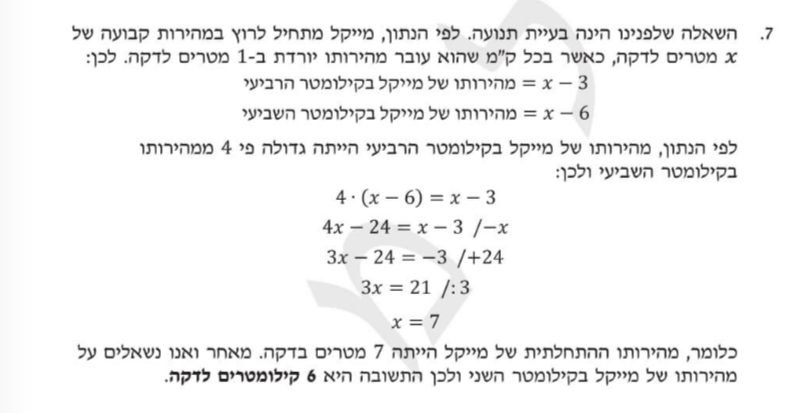 7. השאלה שלפנינו הינה בעיית תנועה. לפי הנתון, מייקל מתחיל לרוץ במהירות קבועה של
x מטרים לדקה, כאשר בכל ק"מ שהוא עובר מהירותו יורדת ב-1 מטרים לדקה. לכן:
x − 3 = מהירותו של מייקל בקילומטר הרביעי
x − 6 = מהירותו של מייקל בקילומטר השביעי
לפי הנתון, מהירותו של מייקל בקילומטר הרביעי הייתה גדולה פי 4 ממהירותו
בקילומטר השביעי ולכן:
4 · (x − 6) = x − 3
4x − 24 = x − 3 /−x
3x − 24 = −3 /+24
3x = 21 /: 3
x = 7
כלומר, מהירותו ההתחלתית של מייקל הייתה 7 מטרים בדקה. מאחר ואנו נשאלים על
מהירותו של מייקל בקילומטר השני ולכן התשובה היא 6 קילומטרים לדקה.